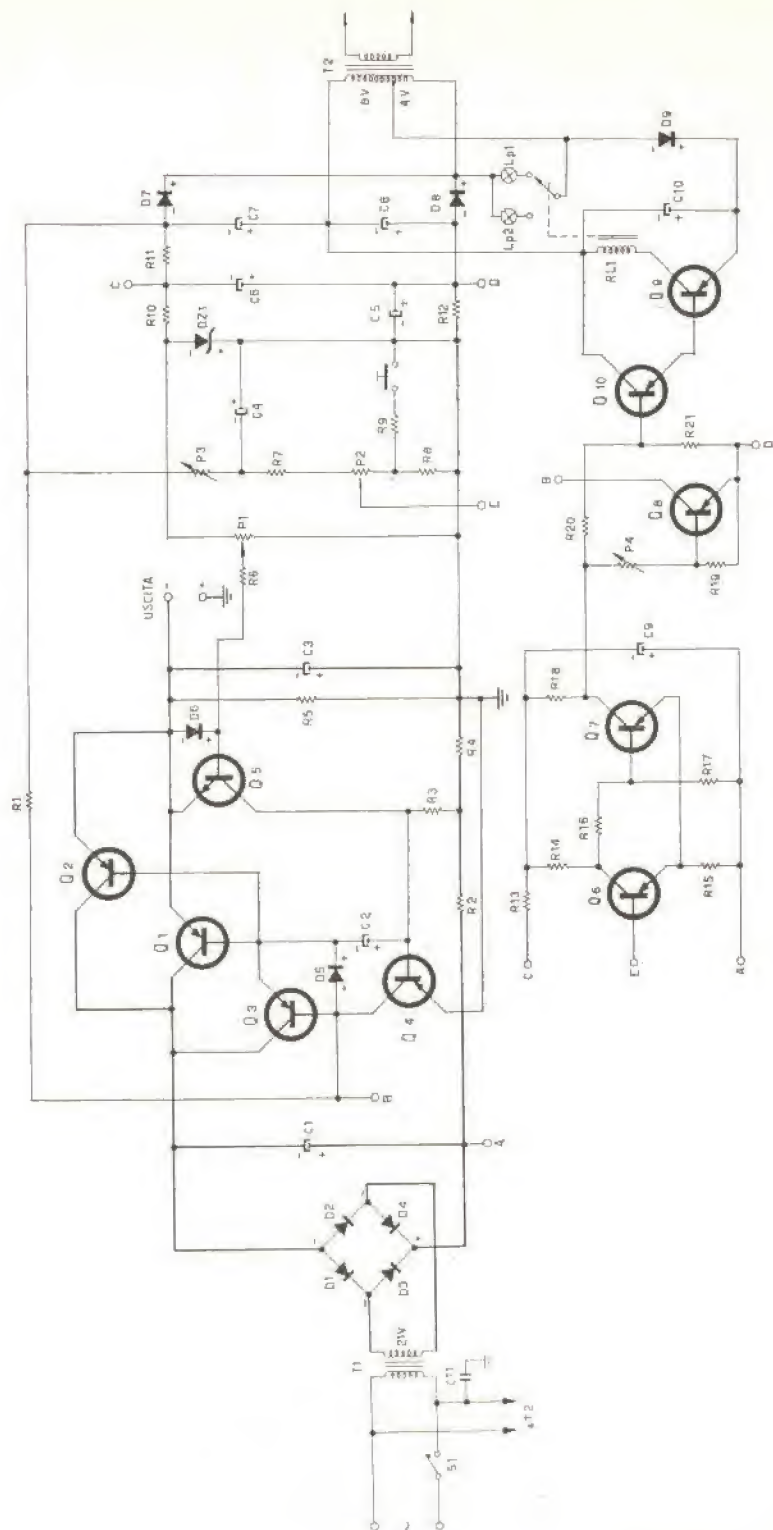 T1
21V
CT1
S1
aT2
D1
D2
D3
D4
C1
A
B
Q1
Q2
Q3
Q4
Q5
D5
C2
R1
R2
R3
R4
R5
C3
D6
USCITA
-
+
R6
P1
P2
P3
R7
R8
R9
C4
C5
DZ1
R10
R11
R12
C
C6
C7
C8
D7
D8
D
T2
8V
4V
Lp1
Lp2
D9
C10
RL1
Q9
Q10
R21
R20
B
Q8
P4
R19
D
C9
R18
Q7
R17
R16
R14
R13
Q6
R15
C
E
A